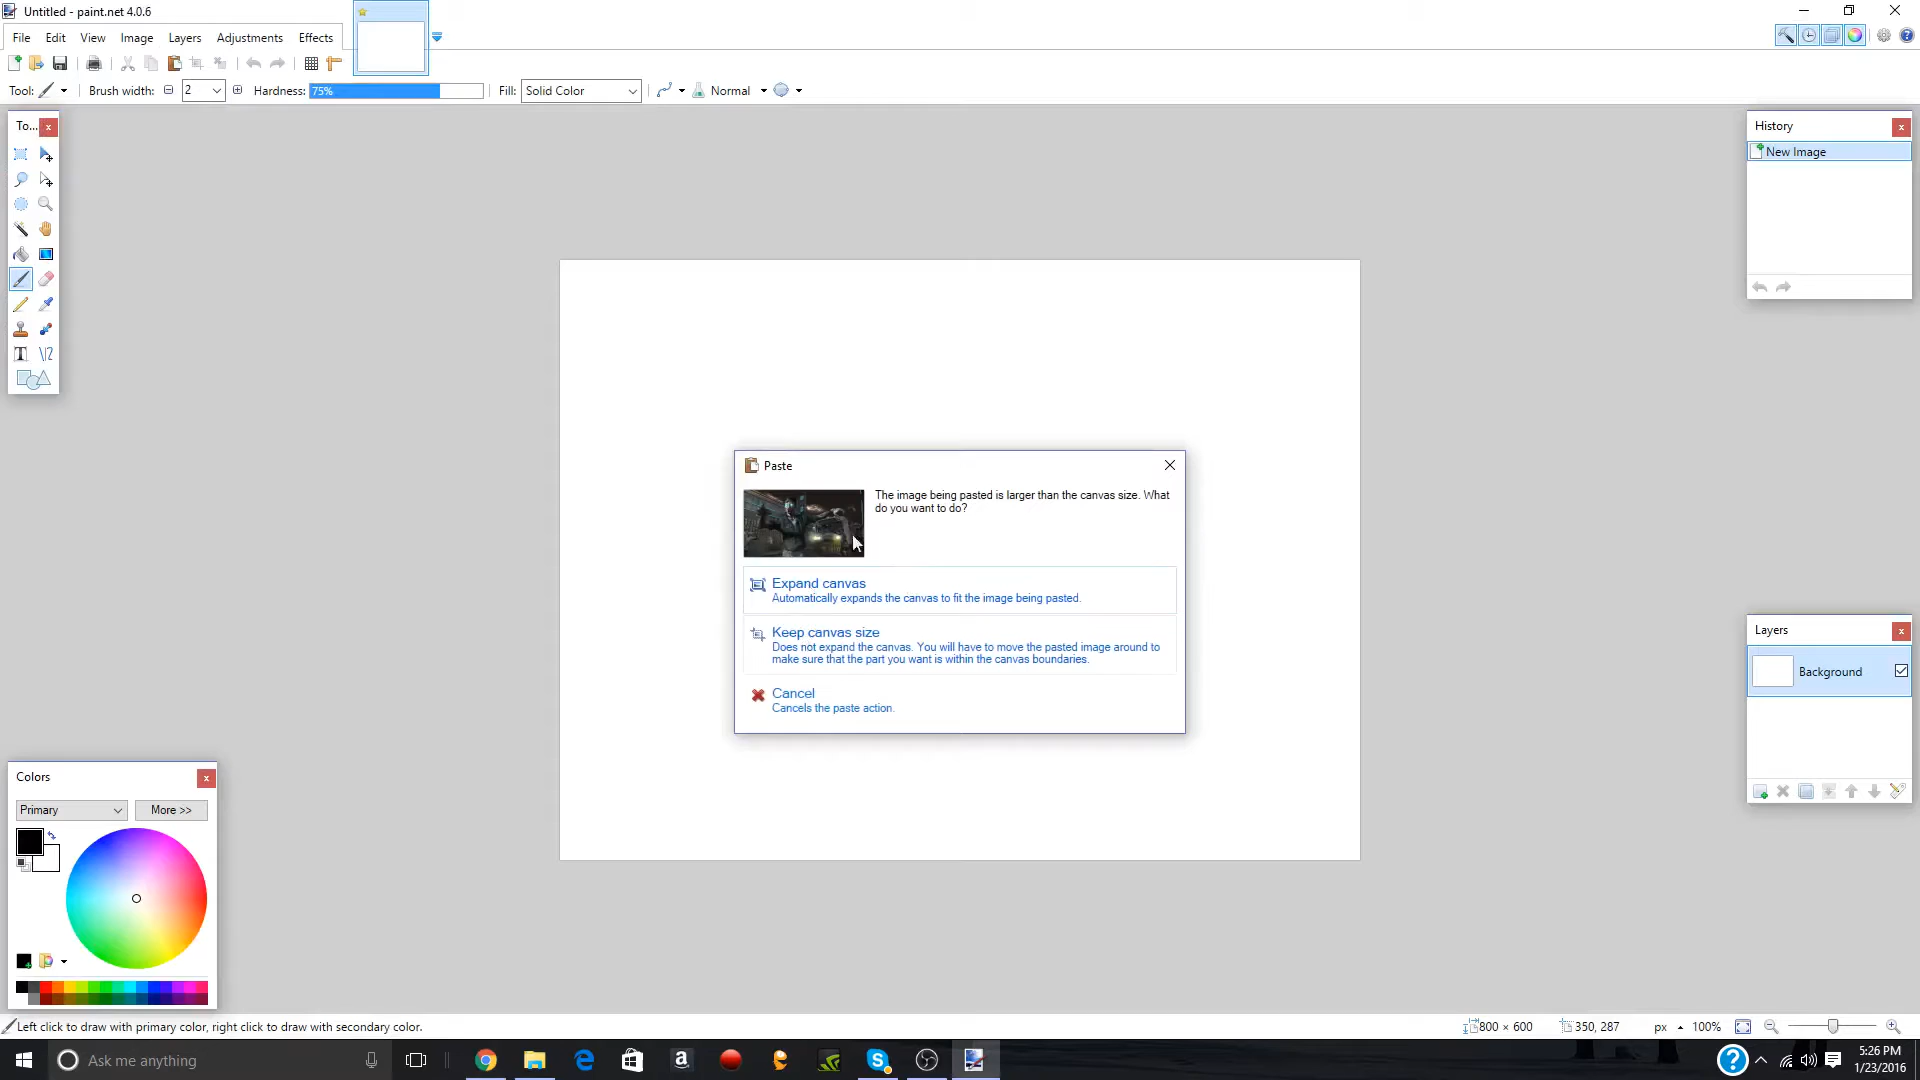 Untitled - paint.net 4.0.6
File Edit View Image Layers Adjustments Effects
Tool: Brush width: 2 Hardness: 75% Fill: Solid Color Normal
To...
History
New Image
Paste
The image being pasted is larger than the canvas size. What
do you want to do?
Expand canvas
Automatically expands the canvas to fit the image being pasted.
Keep canvas size
Does not expand the canvas. You will have to move the pasted image around to
make sure that the part you want is within the canvas boundaries.
Cancel
Cancels the paste action.
Layers
Background
Colors
Primary
More >>
Left click to draw with primary color, right click to draw with secondary color.
800 × 600
350, 287
px
100%
Ask me anything
5:26 PM
1/23/2016